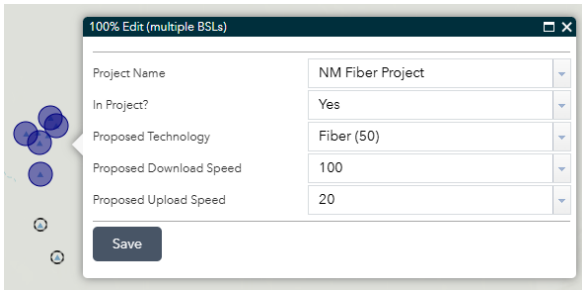 100% Edit (multiple BSLs)
Project Name NM Fiber Project
In Project? Yes
Proposed Technology Fiber (50)
Proposed Download Speed 100
Proposed Upload Speed 20
Save